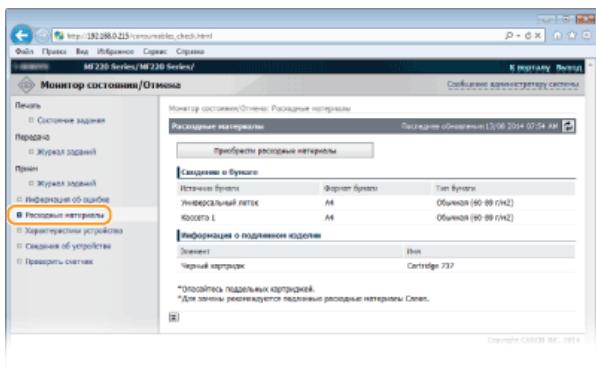 http://192.168.0.215/consumables_check.html
Файл Правка Вид Избранное Сервис Справка
MF220 Series/MF220 Series/
К порталу Выход
Монитор состояния/Отмена
Сообщение администратору системы
Печать
Состояние задания
Передача
Журнал заданий
Прием
Журнал заданий
Информация об ошибке
Расходные материалы
Характеристики устройства
Сведения об устройстве
Проверить счетчик
Монитор состояния/Отмена: Расходные материалы
Расходные материалы
Последнее обновление:13/08 2014 07:54 AM
Приобрести расходные материалы
Сведения о бумаге
Источник бумаги Формат бумаги Тип бумаги
Универсальный лоток A4 Обычная (60-89 г/м2)
Кассета 1 A4 Обычная (60-89 г/м2)
Информация о подлинном изделии
Элемент Имя
Черный картридж Cartridge 737
*Опасайтесь поддельных картриджей.
*Для замены рекомендуются подлинные расходные материалы Canon.
Copyright CANON INC. 2014